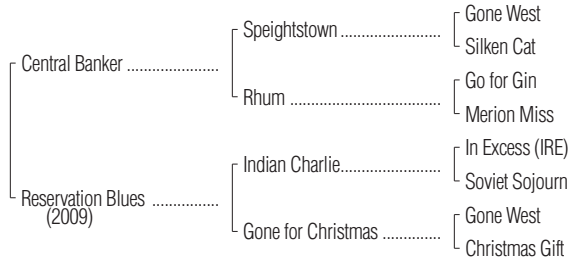 Gone West
Speightstown
Silken Cat
Central Banker
Go for Gin
Rhum
Merion Miss
In Excess (IRE)
Indian Charlie
Soviet Sojourn
Reservation Blues
(2009)
Gone West
Gone for Christmas
Christmas Gift